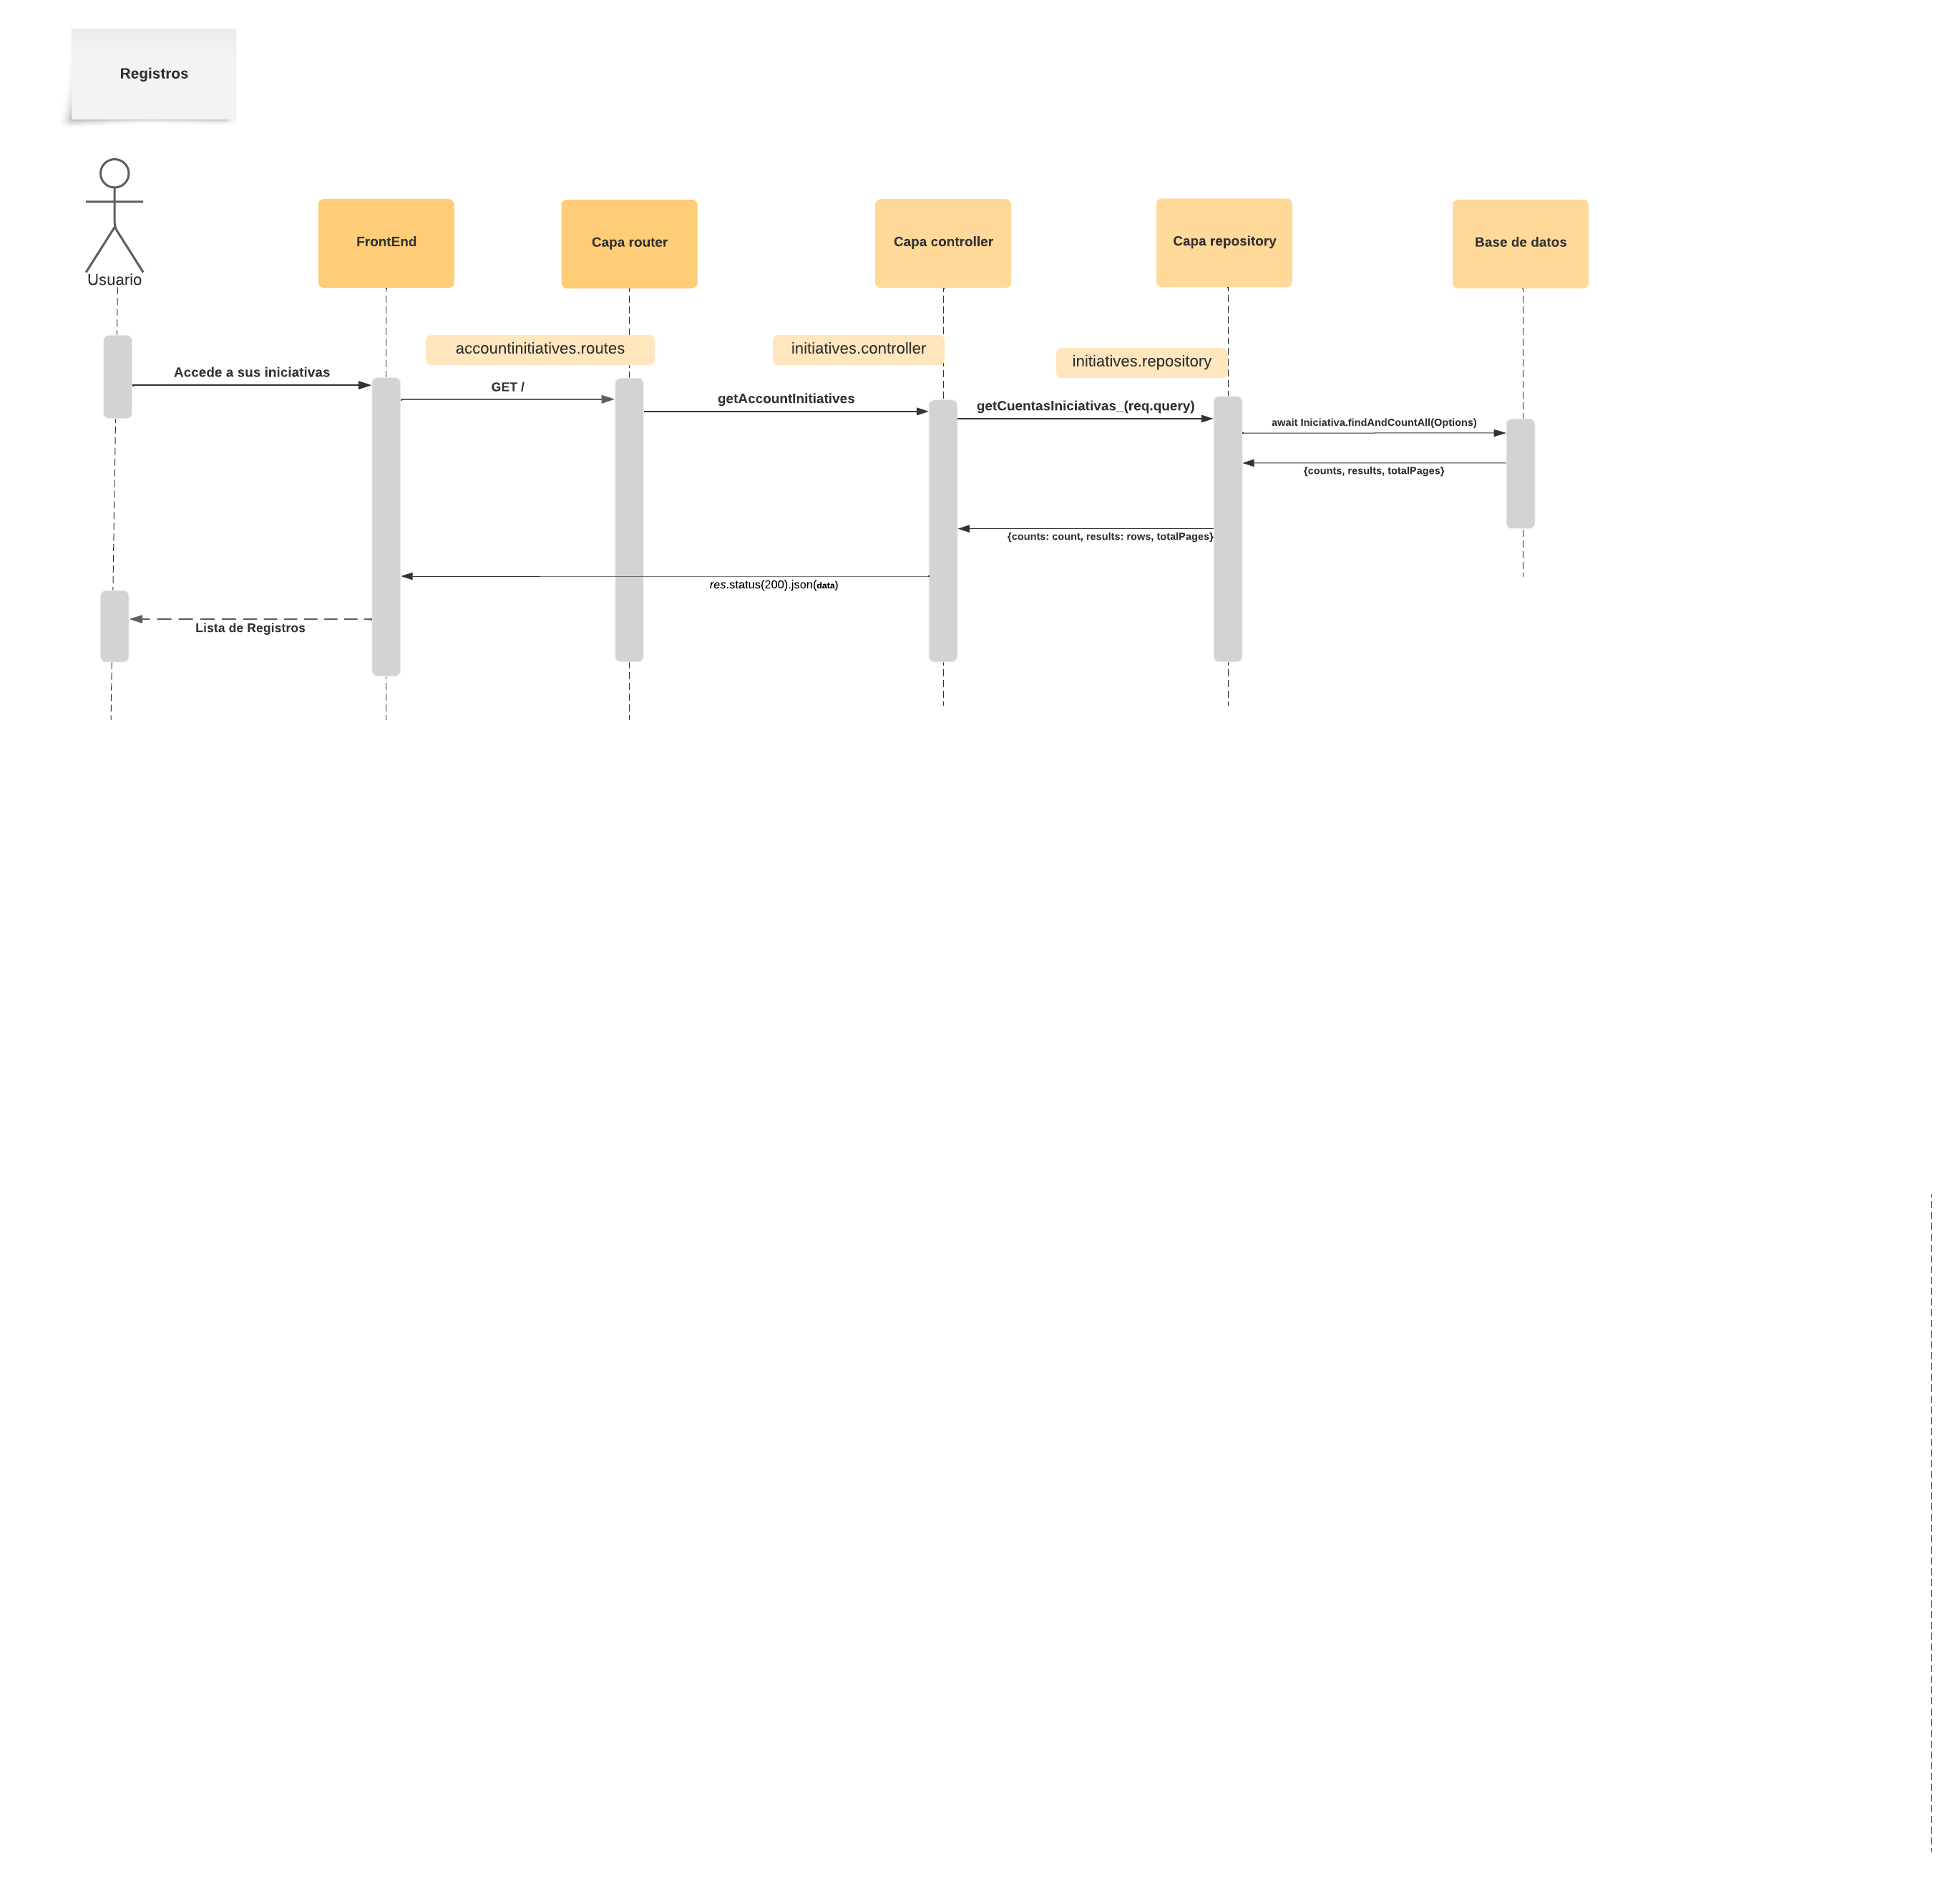 Registros
Usuario
FrontEnd
Capa router
Capa controller
Capa repository
Base de datos
accountinitiatives.routes
initiatives.controller
initiatives.repository
Accede a sus iniciativas
GET /
getAccountInitiatives
getCuentasIniciativas_(req.query)
await Iniciativa.findAndCountAll(Options)
{counts, results, totalPages}
{counts: count, results: rows, totalPages}
res.status(200).json(data)
Lista de Registros